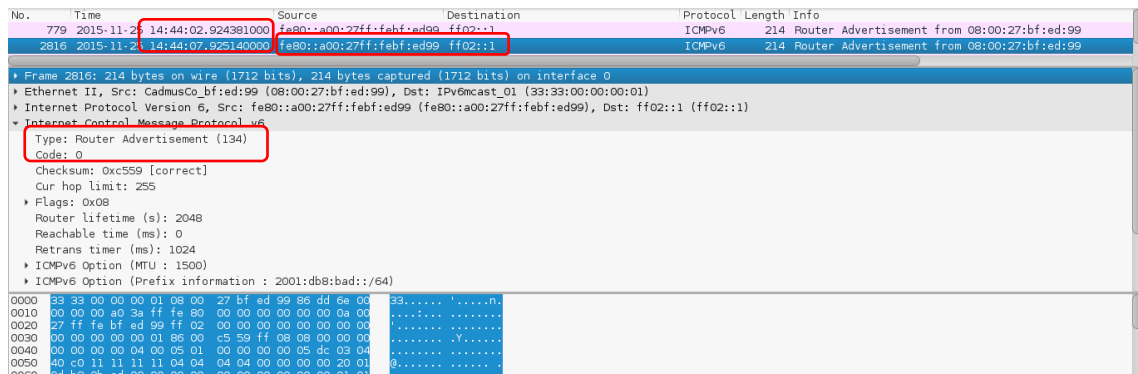 No. Time Source Destination Protocol Length Info
779 2015-11-25 14:44:02.924381000 fe80::a00:27ff:febf:ed99 ff02::1 ICMPv6 214 Router Advertisement from 08:00:27:bf:ed:99
2816 2015-11-25 14:44:07.925140000 fe80::a00:27ff:febf:ed99 ff02::1 ICMPv6 214 Router Advertisement from 08:00:27:bf:ed:99
Frame 2816: 214 bytes on wire (1712 bits), 214 bytes captured (1712 bits) on interface 0
Ethernet II, Src: CadmusCo_bf:ed:99 (08:00:27:bf:ed:99), Dst: IPv6mcast_01 (33:33:00:00:00:01)
Internet Protocol Version 6, Src: fe80::a00:27ff:febf:ed99 (fe80::a00:27ff:febf:ed99), Dst: ff02::1 (ff02::1)
Internet Control Message Protocol v6
Type: Router Advertisement (134)
Code: 0
Checksum: 0xc559 [correct]
Cur hop limit: 255
Flags: 0x08
Router lifetime (s): 2048
Reachable time (ms): 0
Retrans timer (ms): 1024
ICMPv6 Option (MTU : 1500)
ICMPv6 Option (Prefix information : 2001:db8:bad::/64)
0000 33 33 00 00 00 01 08 00 27 bf ed 99 86 dd 6e 00 33...... '.....n.
0010 00 00 00 a0 3a ff fe 80 00 00 00 00 00 00 0a 00 ....:... ........
0020 27 ff fe bf ed 99 ff 02 00 00 00 00 00 00 00 00 '....... ........
0030 00 00 00 00 00 01 86 00 c5 59 ff 08 08 00 00 00 ........ .Y......
0040 00 00 00 00 04 00 05 01 00 00 00 00 05 dc 03 04 ........ ........
0050 40 c0 11 11 11 11 04 04 04 04 00 00 00 00 20 01 @....... ...... .